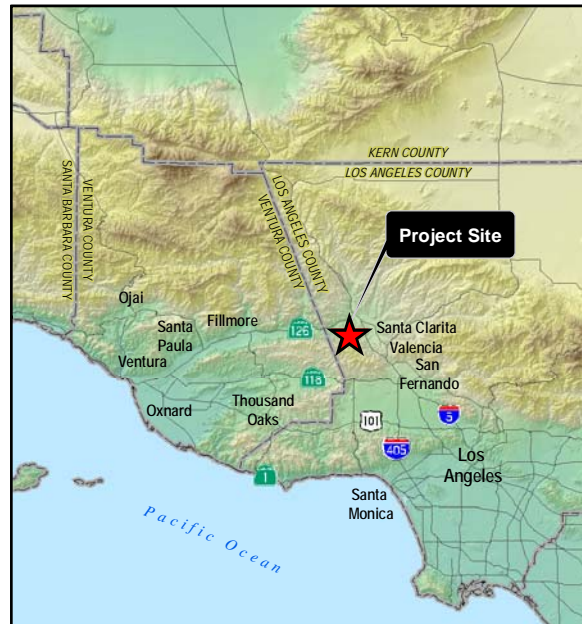 KERN COUNTY
LOS ANGELES COUNTY
SANTA BARBARA COUNTY
VENTURA COUNTY
LOS ANGELES COUNTY
VENTURA COUNTY
Project Site
Ojai
Santa
Paula
Fillmore
126
Santa Clarita
Valencia
San
Fernando
Ventura
118
Oxnard
Thousand
Oaks
101
5
405
Los
Angeles
1
Santa
Monica
Pacific Ocean